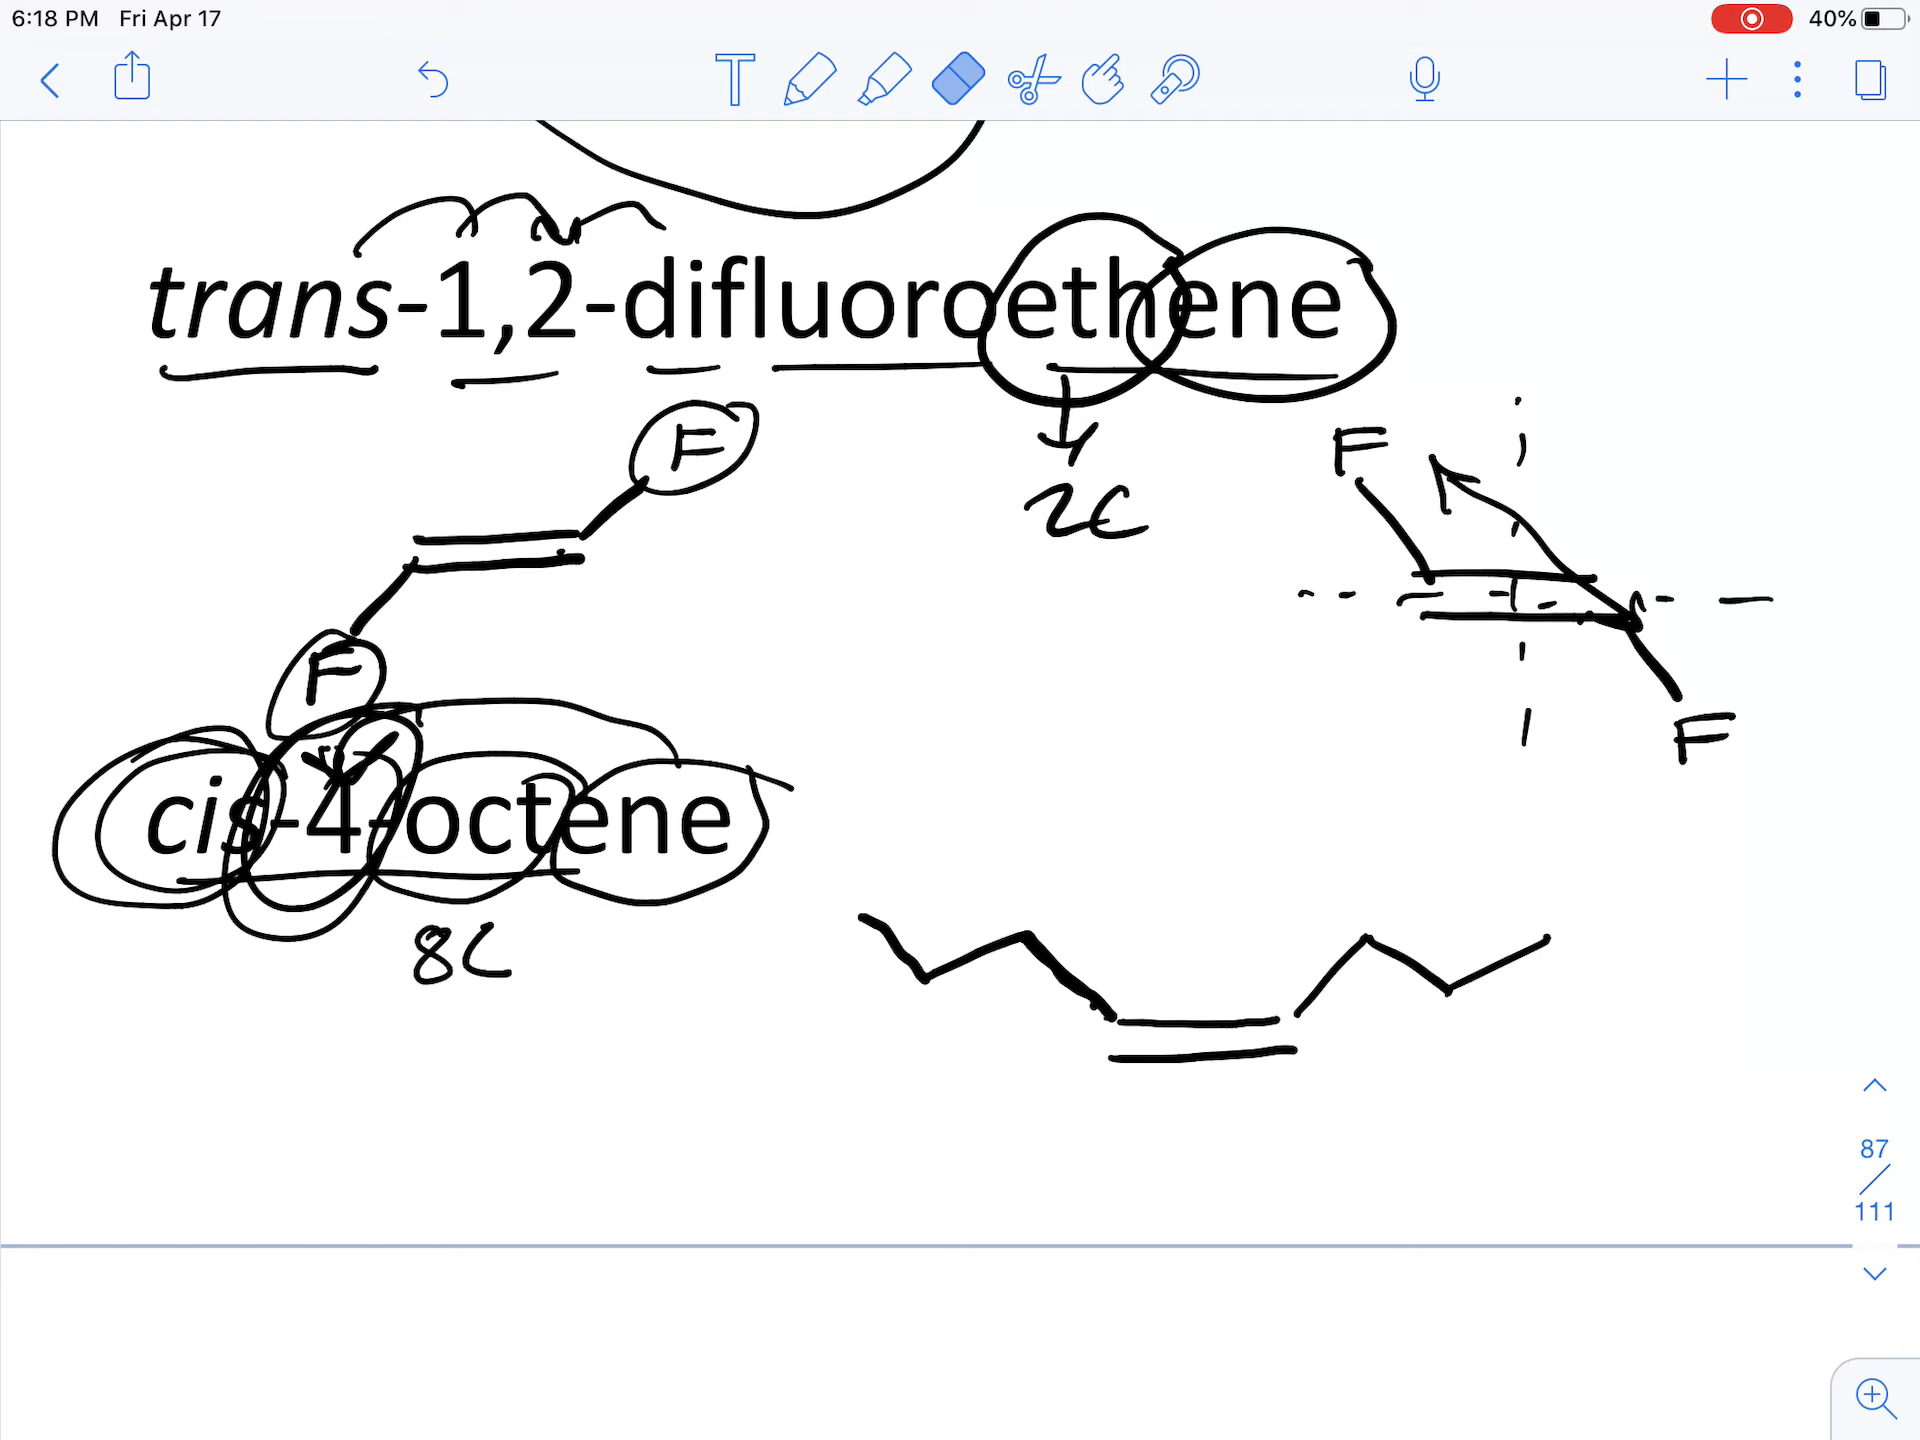 6:18 PM Fri Apr 17 40%
trans-1,2-difluoroethene
F
F
2C
F
F
cis-4-octene
8C
87
111